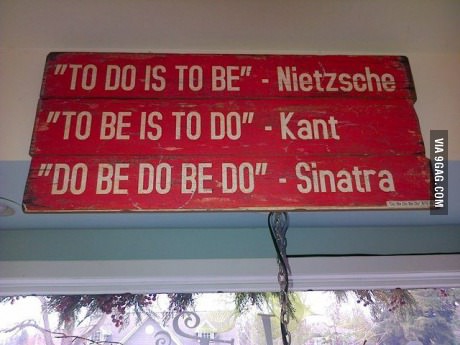 "TO DO IS TO BE" - Nietzsche
"TO BE IS TO DO" - Kant
"DO BE DO BE DO" - Sinatra
VIA 9GAG.COM